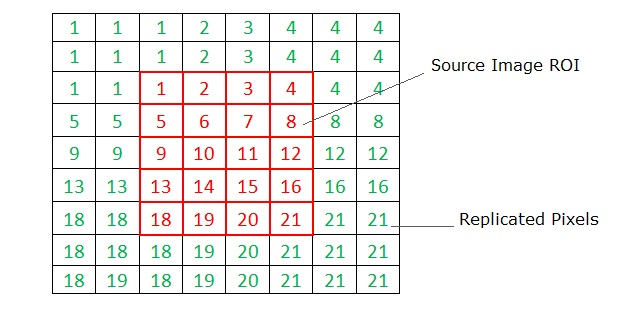 1 1 1 2 3 4 4 4
1 1 1 2 3 4 4 4
1 1 1 2 3 4 4 4
Source Image ROI
5 5 5 6 7 8 8 8
9 9 9 10 11 12 12 12
13 13 13 14 15 16 16 16
18 18 18 19 20 21 21 21
Replicated Pixels
18 18 18 19 20 21 21 21
18 19 18 19 20 21 21 21